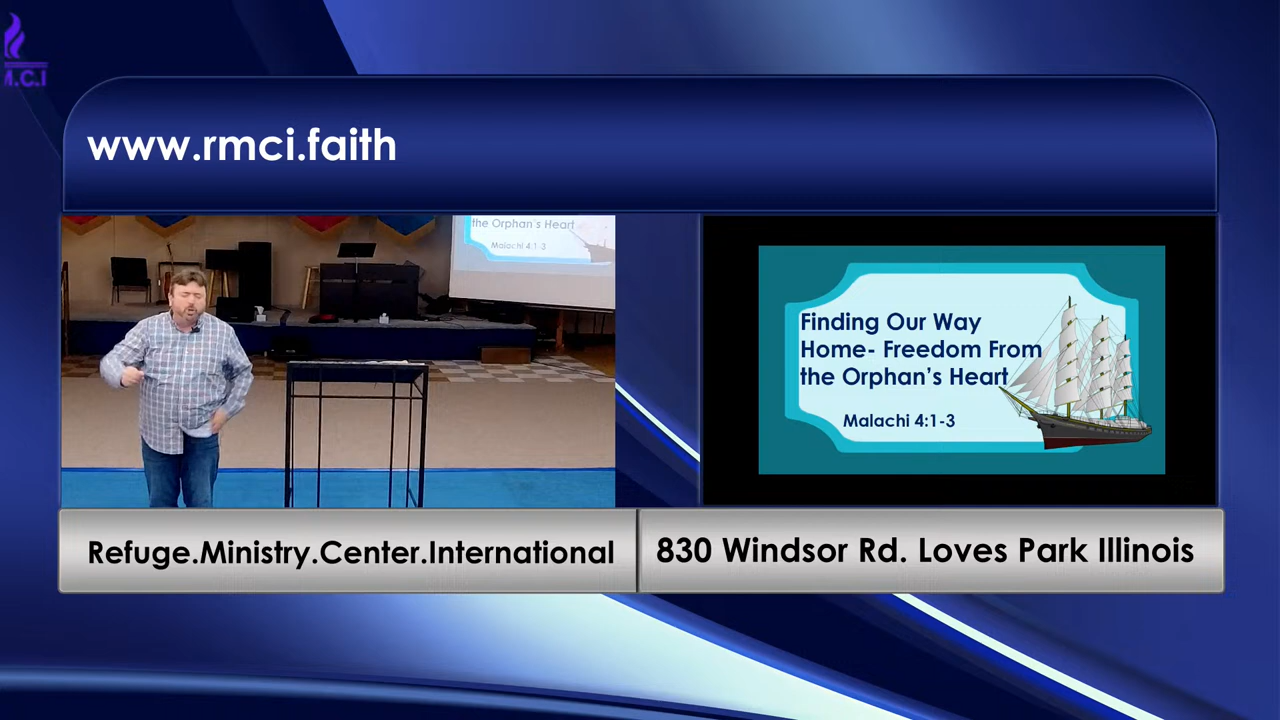 M.C.I
www.rmci.faith
the Orphan's Heart
Malachi 4:1-3
Finding Our Way
Home- Freedom From
the Orphan's Heart
Malachi 4:1-3
Refuge.Ministry.Center.International
830 Windsor Rd. Loves Park Illinois